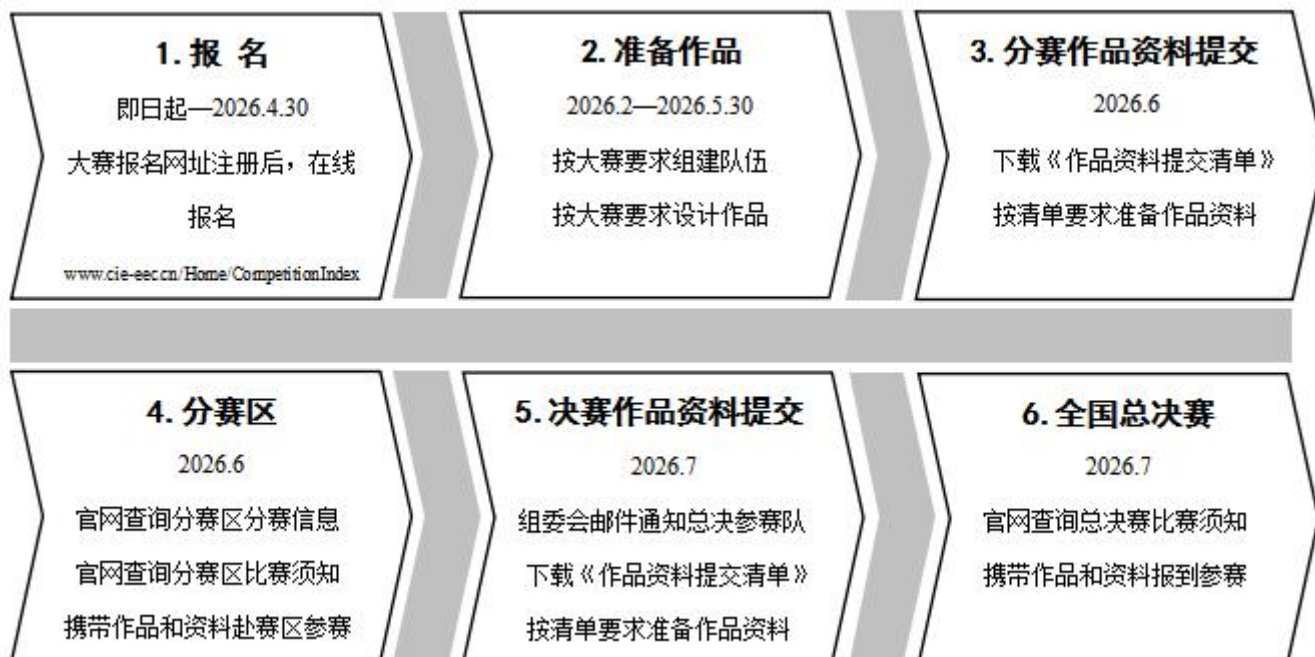 1. 报 名
即日起—2026.4.30
大赛报名网址注册后，在线
报名
www.cie-eec.cn/Home/CompetitionIndex
2. 准备作品
2026.2—2026.5.30
按大赛要求组建队伍
按大赛要求设计作品
3. 分赛作品资料提交
2026.6
下载《作品资料提交清单》
按清单要求准备作品资料
4. 分赛区
2026.6
官网查询分赛区分赛信息
官网查询分赛区比赛须知
携带作品和资料赴赛区参赛
5. 决赛作品资料提交
2026.7
组委会邮件通知总决参赛队
下载《作品资料提交清单》
按清单要求准备作品资料
6. 全国总决赛
2026.7
官网查询总决赛比赛须知
携带作品和资料报到参赛